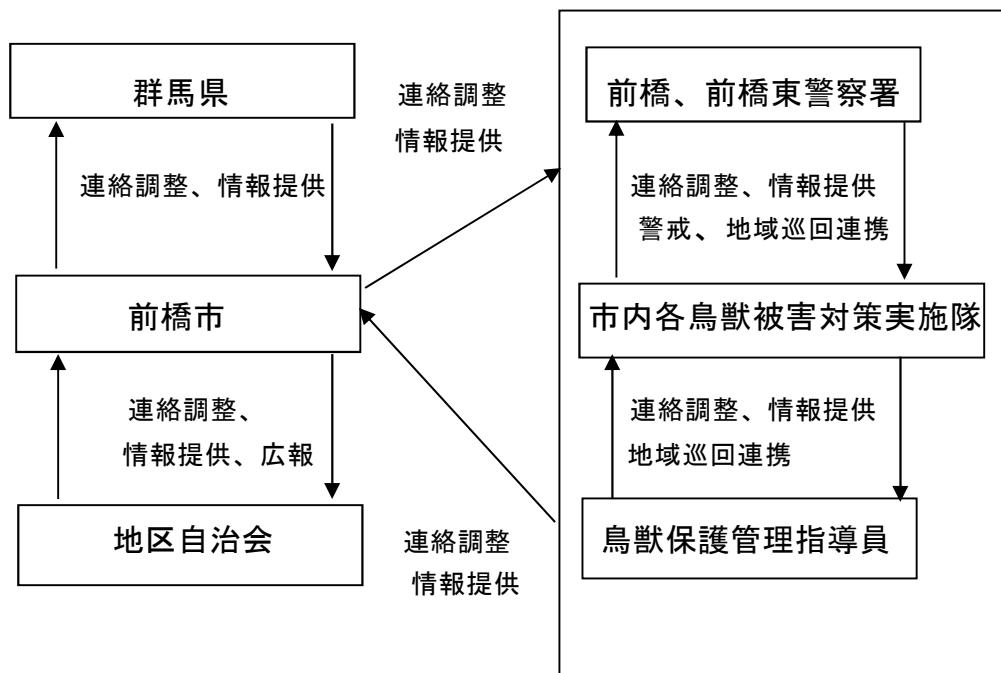 群馬県
連絡調整、情報提供
前橋市
連絡調整、
情報提供、広報
地区自治会
連絡調整
情報提供
連絡調整
情報提供
前橋、前橋東警察署
連絡調整、情報提供
警戒、地域巡回連携
市内各鳥獣被害対策実施隊
連絡調整、情報提供
地域巡回連携
鳥獣保護管理指導員